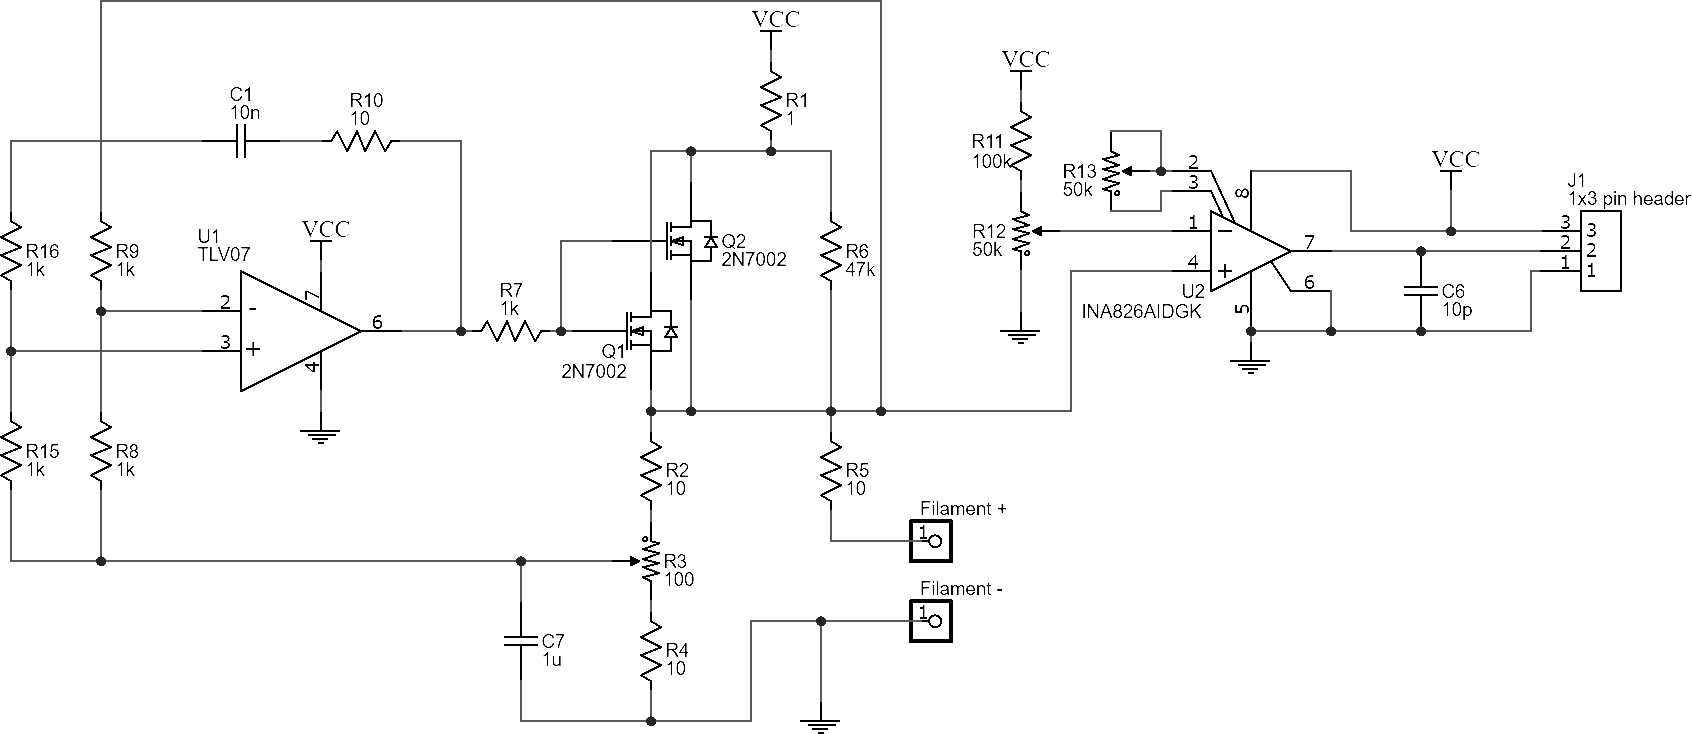 VCC
R1
1
C1
10n
R10
10
VCC
R11
100k
R13
50k
2
3
8
VCC
J1
1x3 pin header
R12
50k
1
4
7
6
5
U2
INA826AIDGK
3
2
1
3
2
1
C6
10p
R16
1k
R9
1k
U1
TLV07
VCC
2
-
3
+
7
6
4
R7
1k
Q2
2N7002
R6
47k
Q1
2N7002
R15
1k
R8
1k
R2
10
R5
10
Filament +
1
R3
100
Filament -
1
C7
1u
R4
10